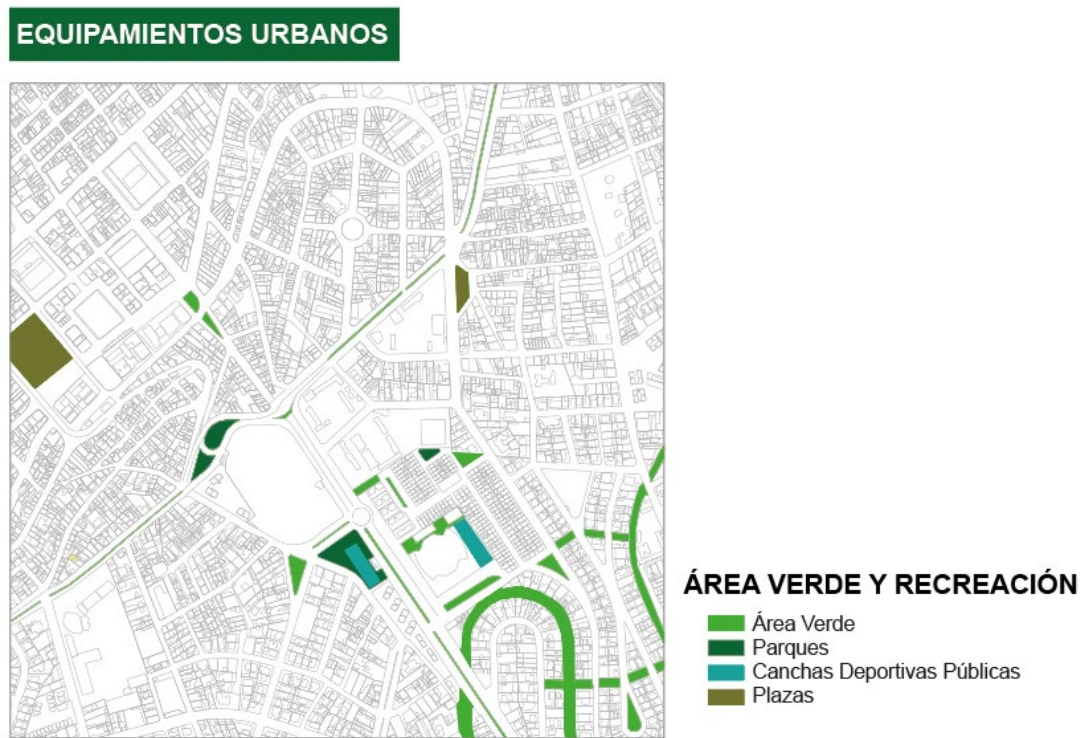 EQUIPAMIENTOS URBANOS
ÁREA VERDE Y RECREACIÓN
Área Verde
Parques
Canchas Deportivas Públicas
Plazas